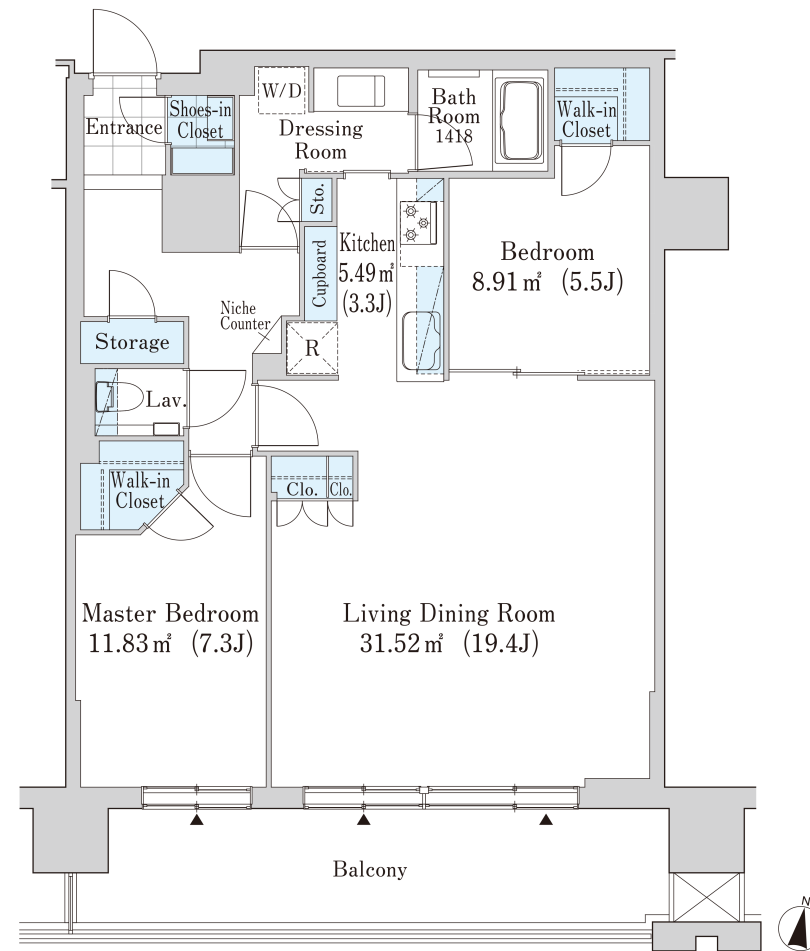 W/D
Bath
Room
1418
Shoes-in
Closet
Walk-in
Closet
Entrance
Dressing
Room
Sto.
Kitchen
5.49㎡
(3.3J)
Cupboard
Bedroom
8.91㎡ (5.5J)
Niche
Counter
R
Storage
Lav.
Walk-in
Closet
Clo.
Clo.
Master Bedroom
11.83㎡ (7.3J)
Living Dining Room
31.52㎡ (19.4J)
Balcony
N